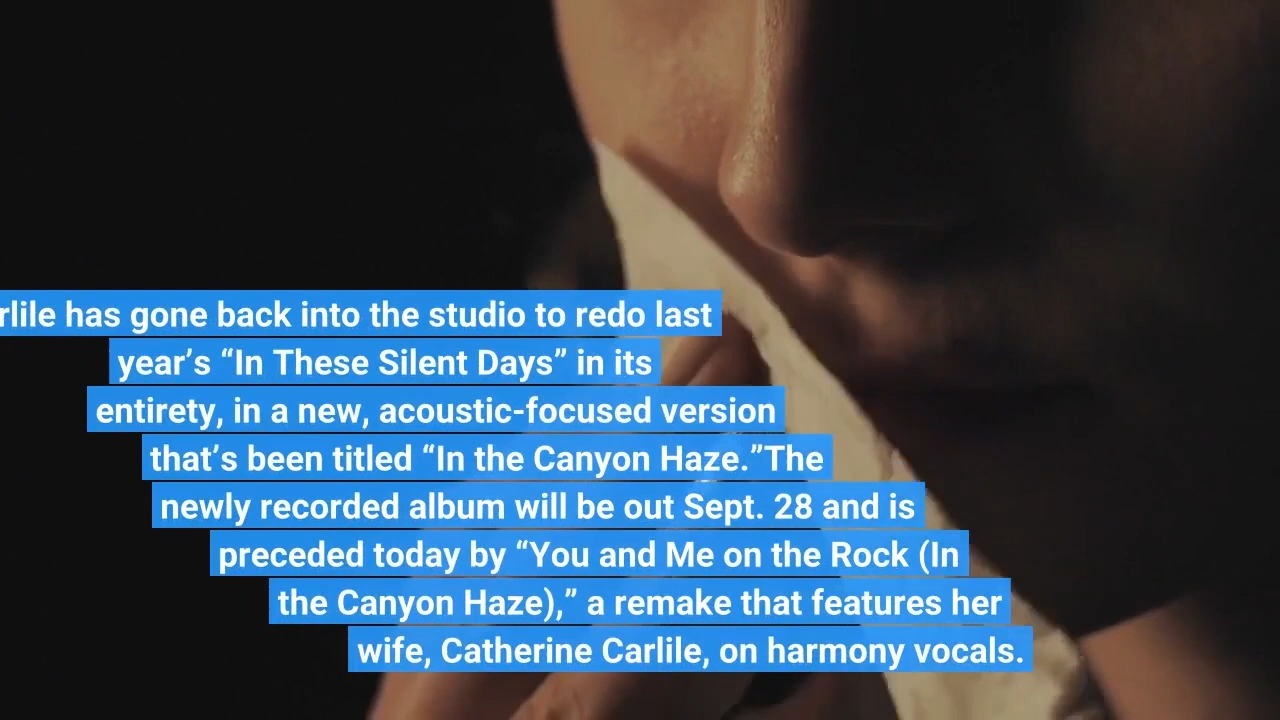 rlile has gone back into the studio to redo last
year’s “In These Silent Days” in its
entirety, in a new, acoustic-focused version
that’s been titled “In the Canyon Haze.”The
newly recorded album will be out Sept. 28 and is
preceded today by “You and Me on the Rock (In
the Canyon Haze),” a remake that features her
wife, Catherine Carlile, on harmony vocals.